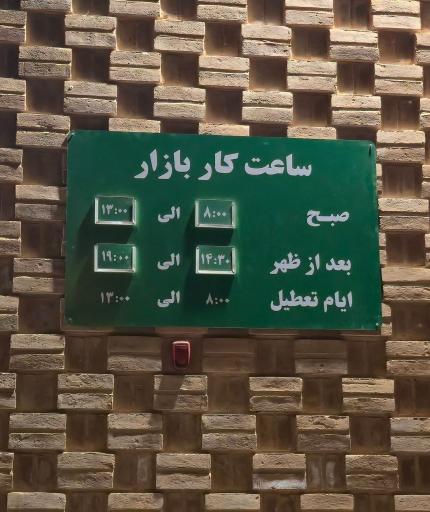 ساعت کار بازار
صبح ۸:۰۰ الی ۱۳:۰۰
بعد از ظهر ۱۴:۳۰ الی ۱۹:۰۰
ایام تعطیل ۸:۰۰ الی ۱۳:۰۰